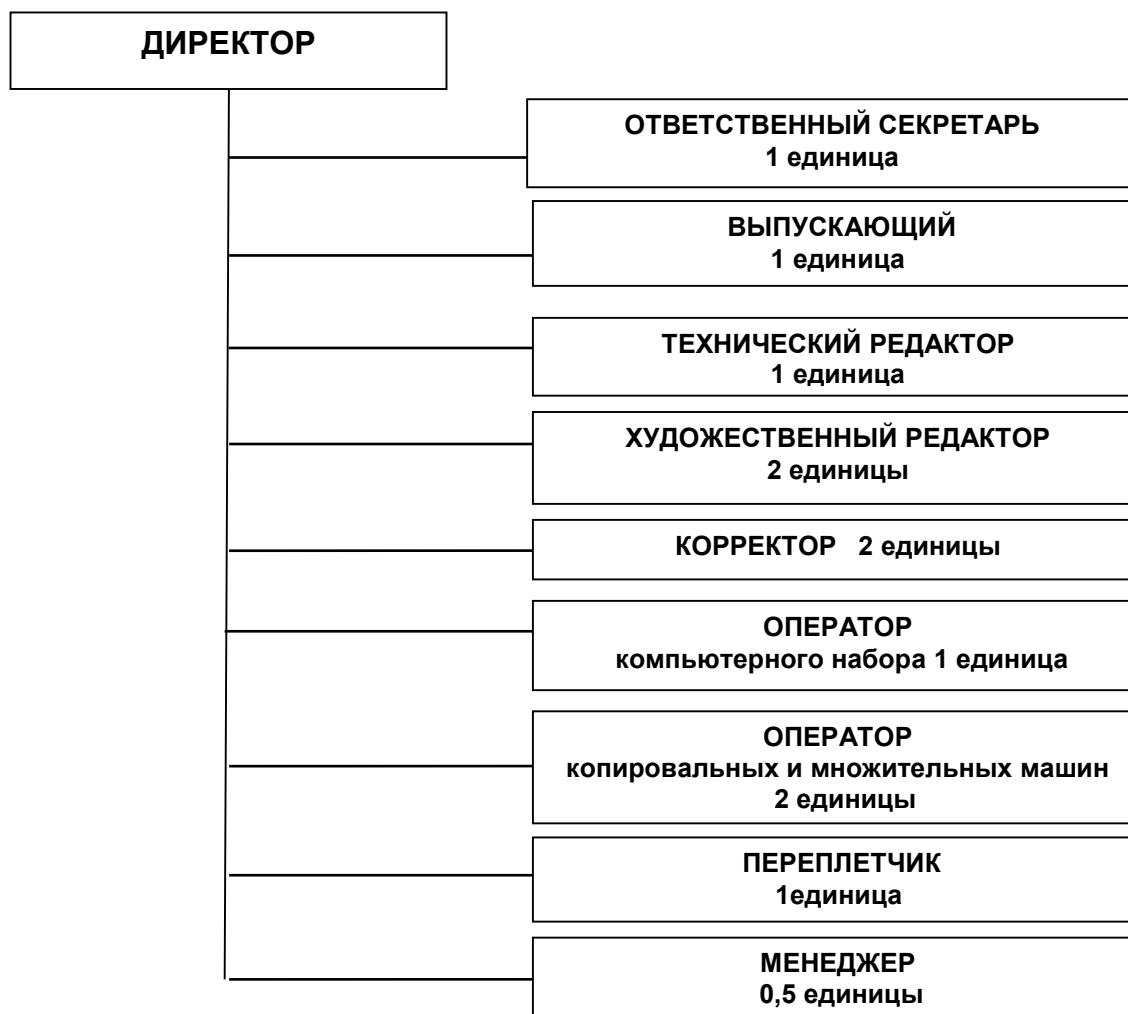 ДИРЕКТОР
ОТВЕТСТВЕННЫЙ СЕКРЕТАРЬ
1 единица
ВЫПУСКАЮЩИЙ
1 единица
ТЕХНИЧЕСКИЙ РЕДАКТОР
1 единица
ХУДОЖЕСТВЕННЫЙ РЕДАКТОР
2 единицы
КОРРЕКТОР 2 единицы
ОПЕРАТОР
компьютерного набора 1 единица
ОПЕРАТОР
копировальных и множительных машин
2 единицы
ПЕРЕПЛЕТЧИК
1единица
МЕНЕДЖЕР
0,5 единицы